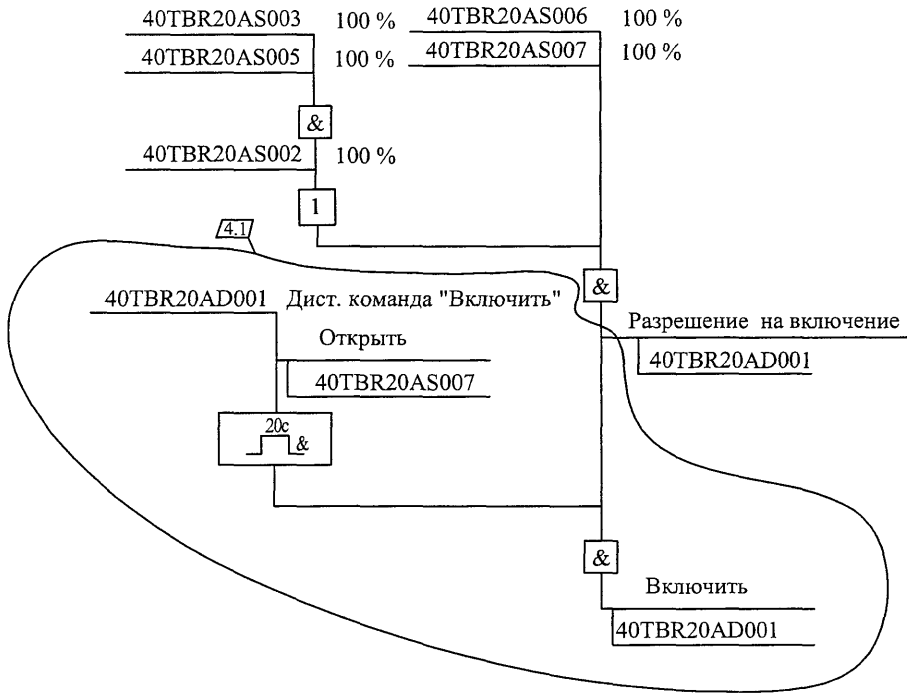 40TBR20AS003 100 % 40TBR20AS006 100 %
40TBR20AS005 100 % 40TBR20AS007 100 %
&
40TBR20AS002 100 %
1
4.1
&
40TBR20AD001 Дист. команда "Включить"
Разрешение на включение
Открыть
40TBR20AD001
40TBR20AS007
20с
&
&
Включить
40TBR20AD001